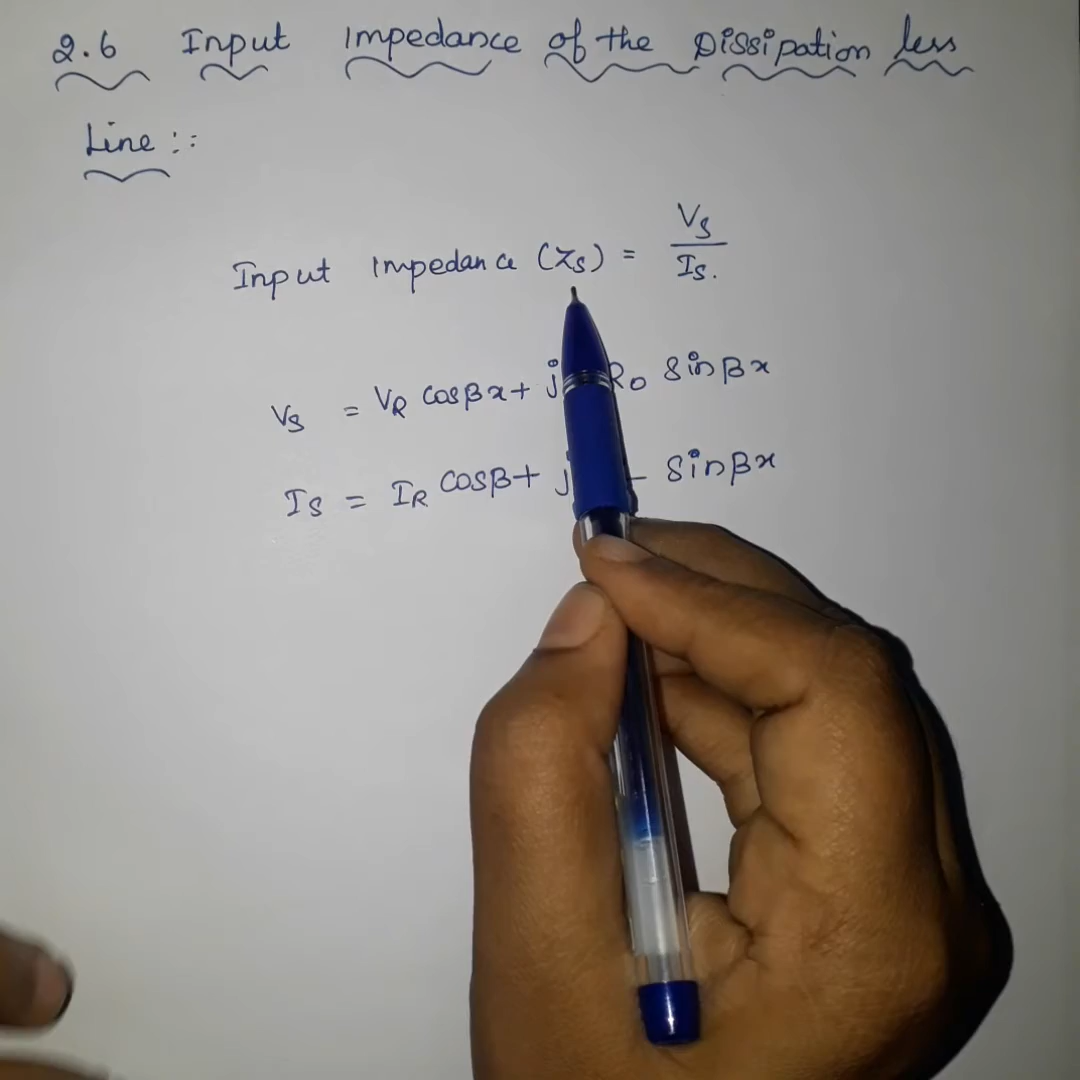 2.6 Input Impedance of the Dissipation less
Line ::
Input impedance (Zs) = Vs
Is.
Vs = VR cosβx + j R0 sinβx
Is = IR cosβ + j sinβx